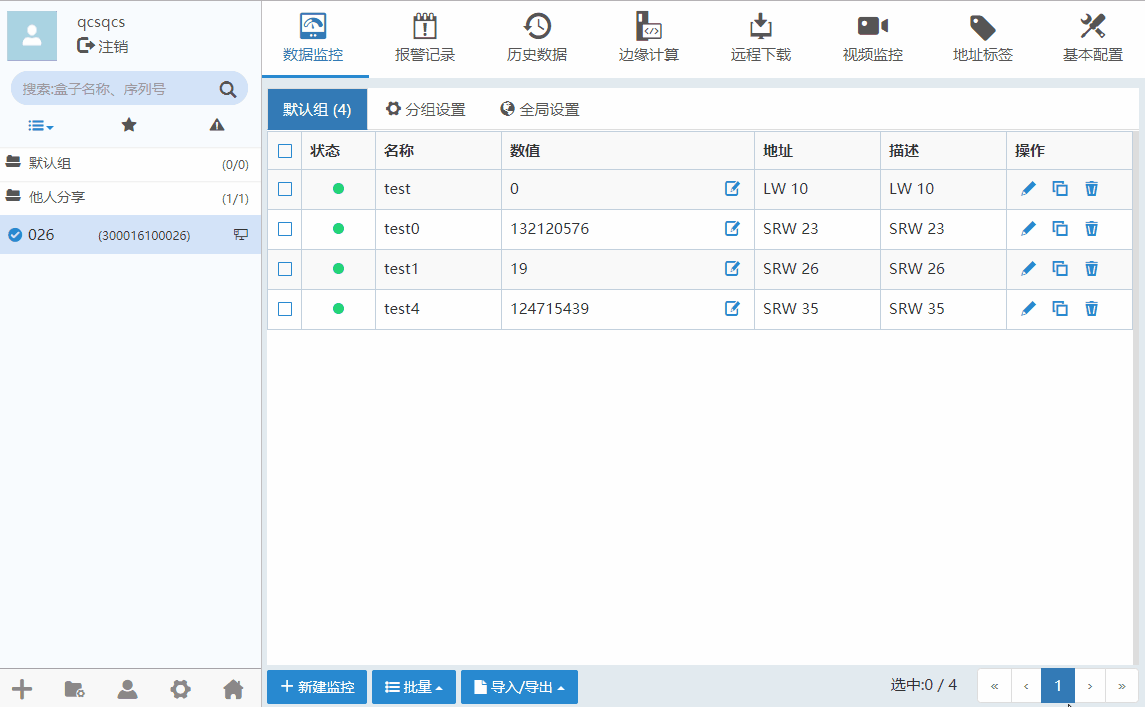 qcsqcs
注销
搜索:盒子名称、序列号
默认组 (0/0)
他人分享 (1/1)
026 (300016100026)
数据监控 报警记录 历史数据 边缘计算 远程下载 视频监控 地址标签 基本配置
默认组 (4) 分组设置 全局设置
状态 名称 数值 地址 描述 操作
test 0 LW 10 LW 10
test0 132120576 SRW 23 SRW 23
test1 19 SRW 26 SRW 26
test4 124715439 SRW 35 SRW 35
新建监控 批量 导入/导出 选中:0 / 4 « ‹ 1 › »